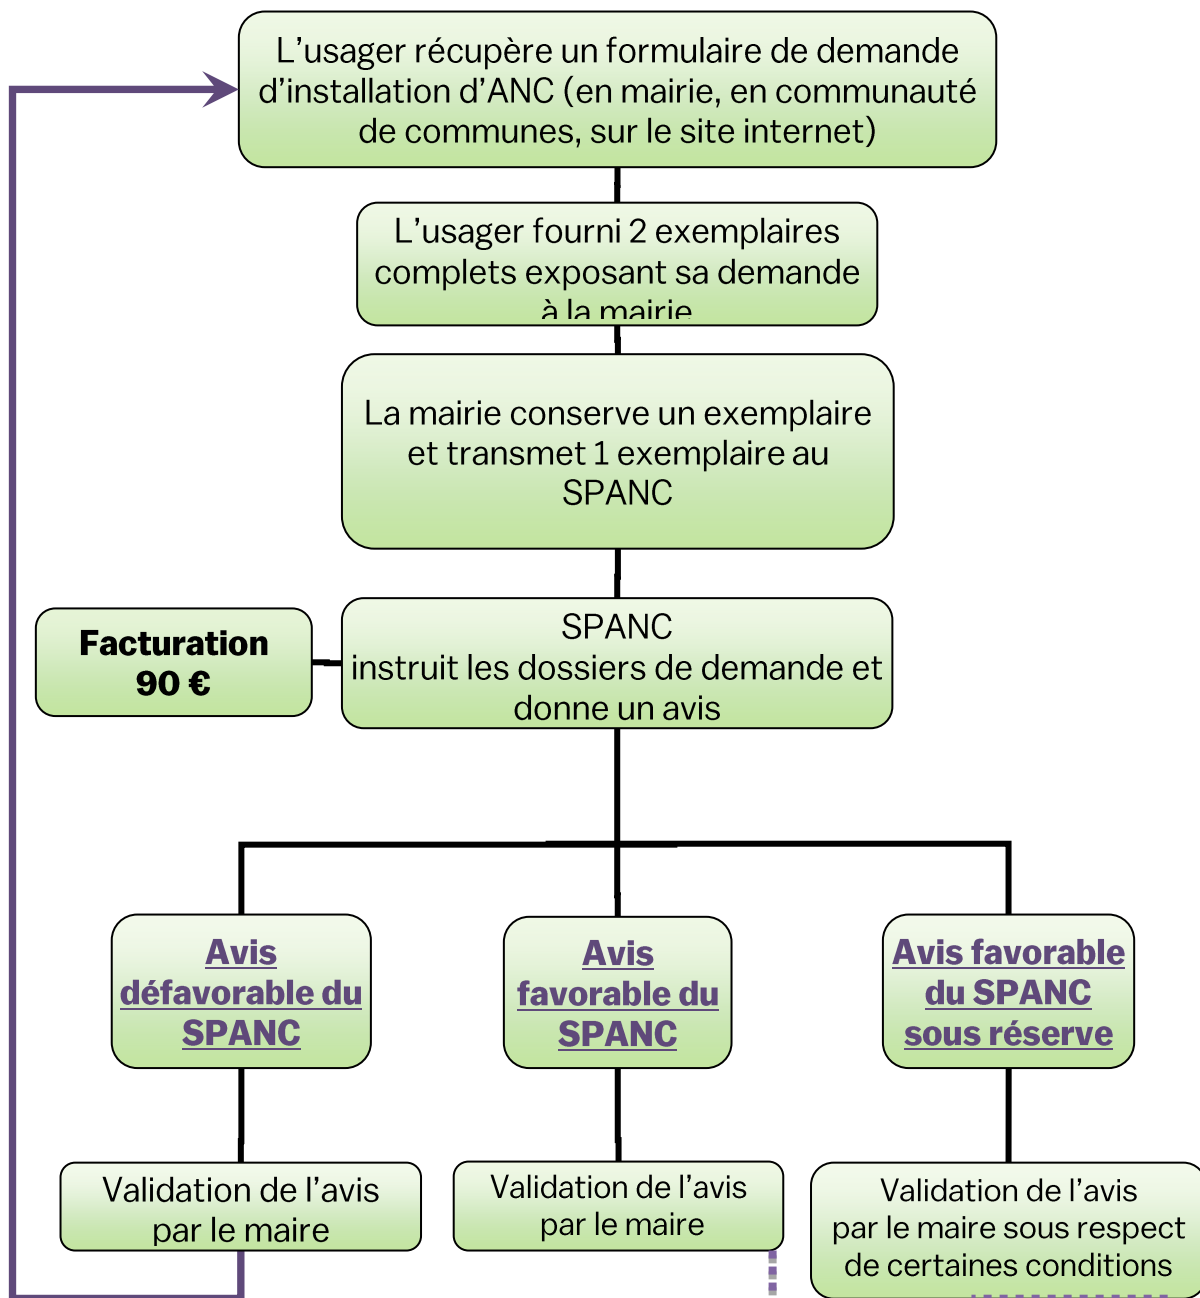 L'usager récupère un formulaire de demande
d'installation d'ANC (en mairie, en communauté
de communes, sur le site internet)
L'usager fourni 2 exemplaires
complets exposant sa demande
à la mairie
La mairie conserve un exemplaire
et transmet 1 exemplaire au
SPANC
Facturation
90 €
SPANC
instruit les dossiers de demande et
donne un avis
Avis
défavorable du
SPANC
Avis
favorable du
SPANC
Avis favorable
du SPANC
sous réserve
Validation de l'avis
par le maire
Validation de l'avis
par le maire
Validation de l'avis
par le maire sous respect
de certaines conditions